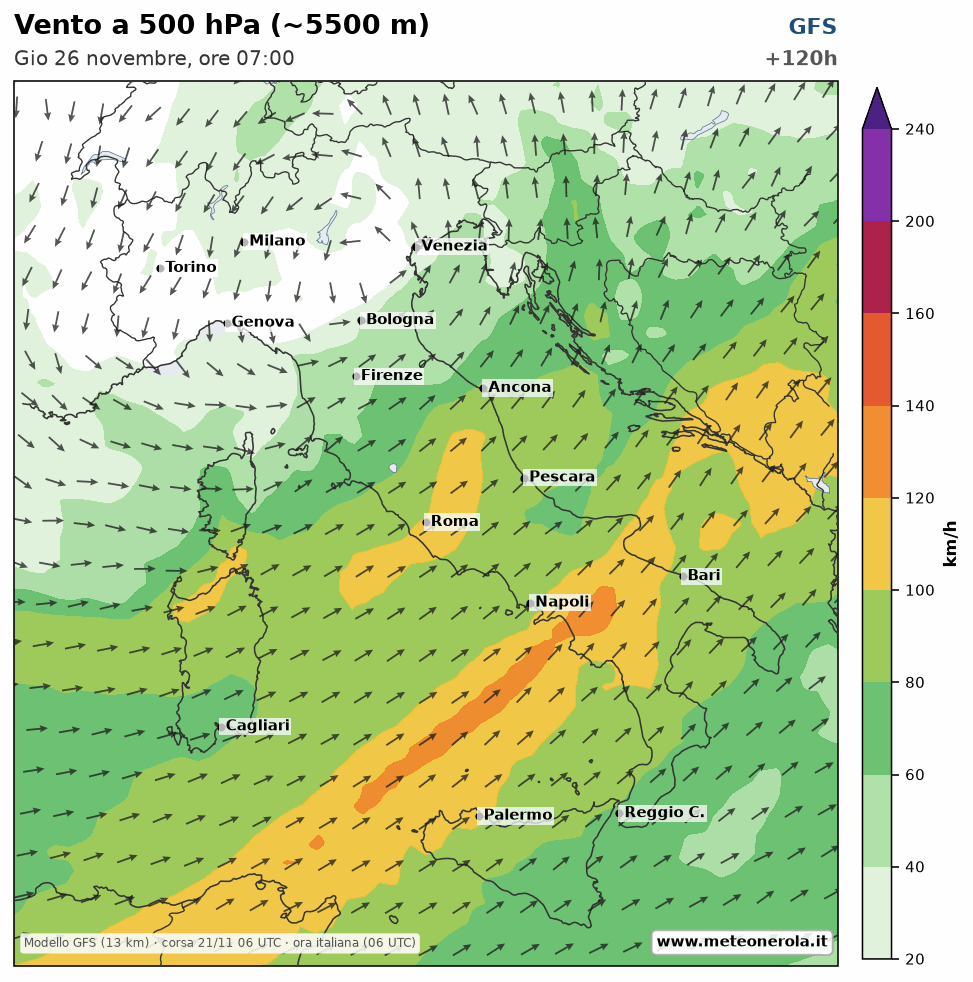 Vento a 500 hPa (~5500 m)
GFS
Gio 26 novembre, ore 07:00
+120h
Milano
Venezia
Torino
Genova
Bologna
Firenze
Ancona
Pescara
Roma
Bari
Napoli
Cagliari
Palermo
Reggio C.
Modello GFS (13 km) · corsa 21/11 06 UTC · ora italiana (06 UTC)
www.meteonerola.it
240
200
160
140
120
100
80
60
40
20
km/h